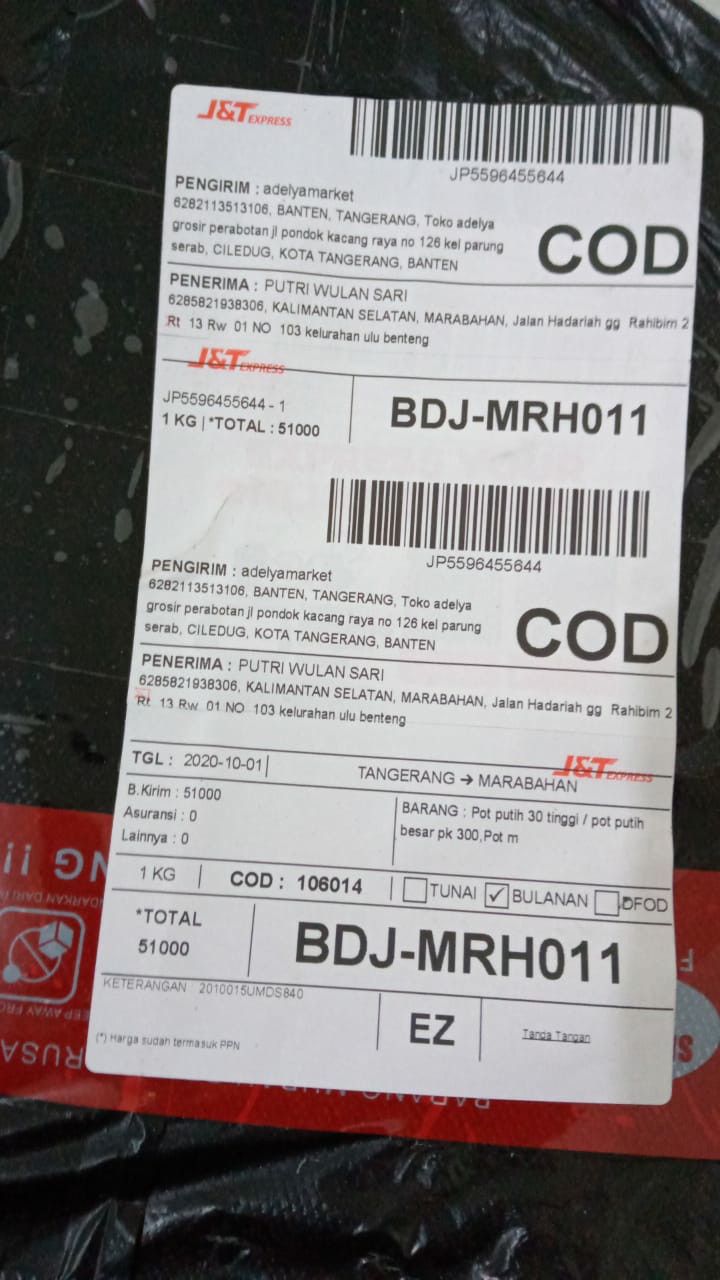 J&T EXPRESS
JP5596455644
PENGIRIM : adelyamarket
6282113513106, BANTEN, TANGERANG, Toko adelya
grosir perabotan jl pondok kacang raya no 126 kel parung
serab, CILEDUG, KOTA TANGERANG, BANTEN
COD
PENERIMA : PUTRI WULAN SARI
6285821938306, KALIMANTAN SELATAN, MARABAHAN, Jalan Hadariah gg Rahibim 2
Rt 13 Rw 01 NO 103 kelurahan ulu benteng
J&T EXPRESS
JP5596455644 - 1
1 KG | *TOTAL : 51000
BDJ-MRH011
JP5596455644
PENGIRIM : adelyamarket
6282113513106, BANTEN, TANGERANG, Toko adelya
grosir perabotan jl pondok kacang raya no 126 kel parung
serab, CILEDUG, KOTA TANGERANG, BANTEN
COD
PENERIMA : PUTRI WULAN SARI
6285821938306, KALIMANTAN SELATAN, MARABAHAN, Jalan Hadariah gg Rahibim 2
Rt 13 Rw 01 NO 103 kelurahan ulu benteng
J&T EXPRESS
TGL : 2020-10-01
TANGERANG → MARABAHAN
B.Kirim : 51000
Asuransi : 0
Lainnya : 0
BARANG : Pot putih 30 tinggi / pot putih
besar pk 300,Pot m
1 KG
COD : 106014
TUNAI ✓ BULANAN DFOD
*TOTAL
51000
BDJ-MRH011
KETERANGAN 2010015UMDS840
(*) Harga sudah termasuk PPN
EZ
Tanda Tangan